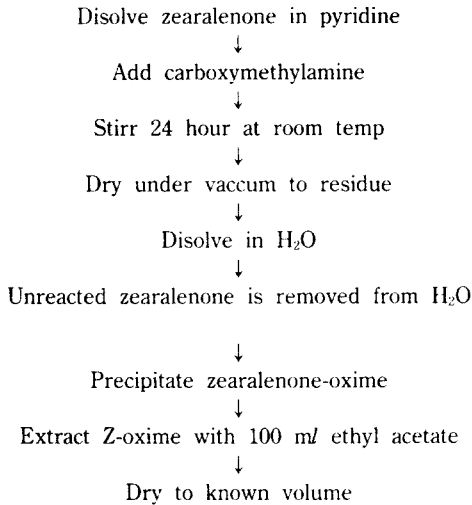 Disolve zearalenone in pyridine
↓
Add carboxymethylamine
↓
Stirr 24 hour at room temp
↓
Dry under vaccum to residue
↓
Disolve in H₂O
↓
Unreacted zearalenone is removed from H₂O
↓
Precipitate zearalenone-oxime
↓
Extract Z-oxime with 100 ml ethyl acetate
↓
Dry to known volume